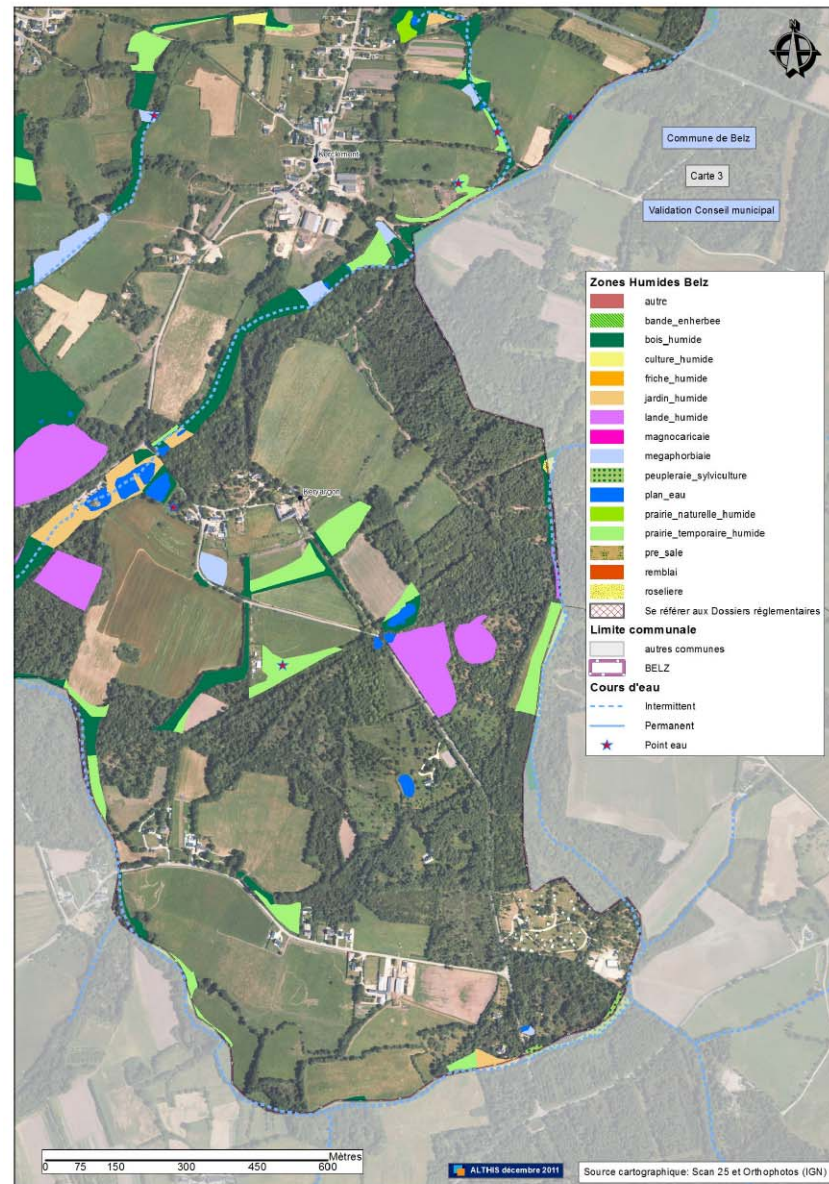 Commune de Belz
Carte 3
Validation Conseil municipal
Kerclement
Keryargon
Zones Humides Belz
autre
bande_enherbee
bois_humide
culture_humide
friche_humide
jardin_humide
lande_humide
magnocaricaie
megaphorbiaie
peupleraie_sylviculture
plan_eau
prairie_naturelle_humide
prairie_temporaire_humide
pre_sale
remblai
roseliere
Se référer aux Dossiers réglementaires
Limite communale
autres communes
BELZ
Cours d'eau
Intermittent
Permanent
Point eau
Mètres
0 75 150 300 450 600
ALTHIS décembre 2011
Source cartographique: Scan 25 et Orthophotos (IGN)